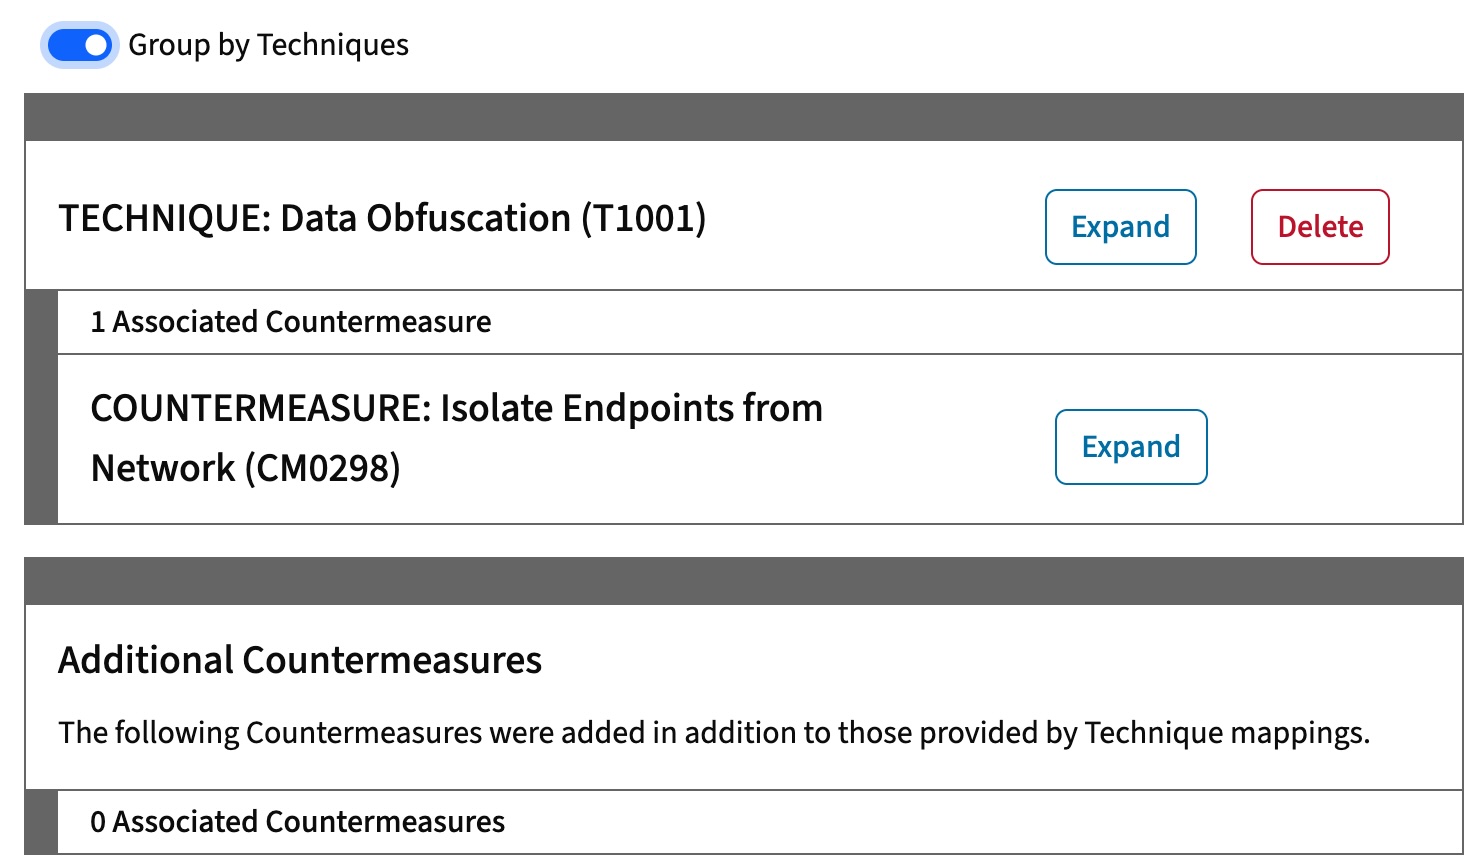 Group by Techniques
TECHNIQUE: Data Obfuscation (T1001)
Expand
Delete
1 Associated Countermeasure
COUNTERMEASURE: Isolate Endpoints from
Network (CM0298)
Expand
Additional Countermeasures
The following Countermeasures were added in addition to those provided by Technique mappings.
0 Associated Countermeasures